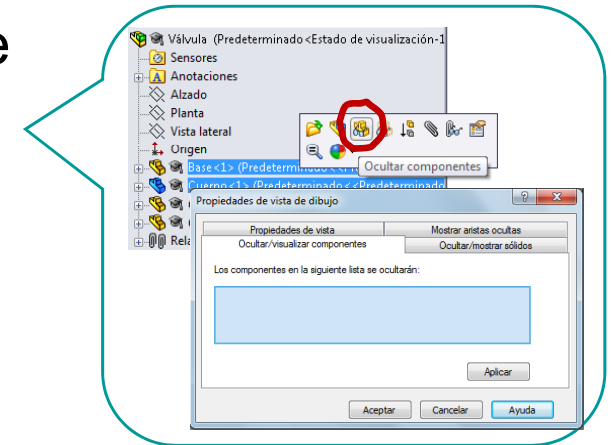 e
Válvula (Predeterminado<Estado de visualización-1
Sensores
A Anotaciones
Alzado
Planta
Vista lateral
Origen
Ocultar componentes
Base<1> (Predeterminado<<Pr
Cuerpo<1> (Predeterminado<<Predeterminado
Rela
Propiedades de vista de dibujo
Propiedades de vista
Mostrar aristas ocultas
Ocultar/visualizar componentes
Ocultar/mostrar sólidos
Los componentes en la siguiente lista se ocultarán:
Aplicar
Aceptar
Cancelar
Ayuda